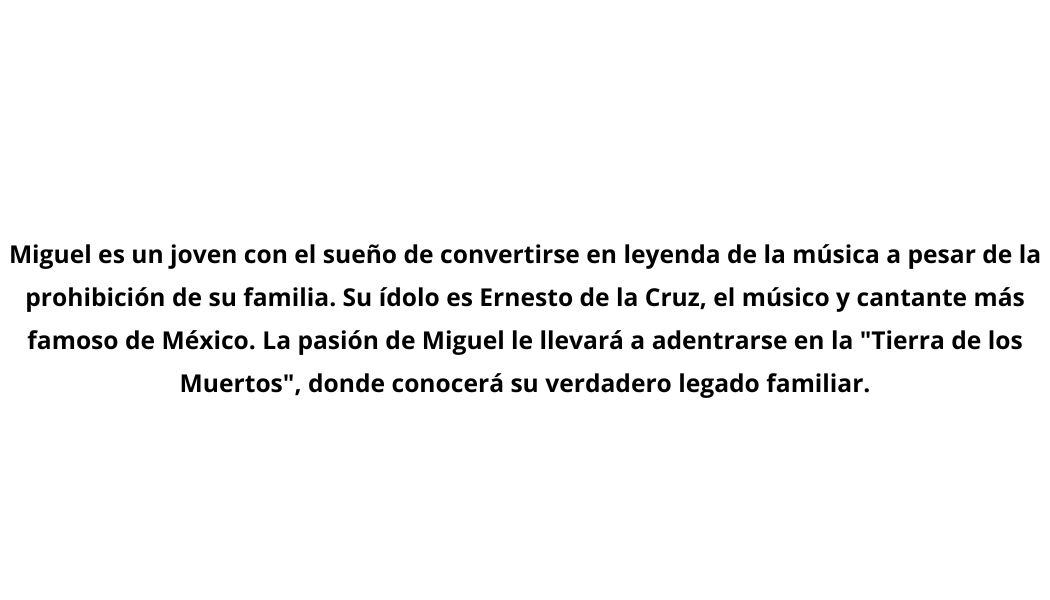 Miguel es un joven con el sueño de convertirse en leyenda de la música a pesar de la
prohibición de su familia. Su ídolo es Ernesto de la Cruz, el músico y cantante más
famoso de México. La pasión de Miguel le llevará a adentrarse en la "Tierra de los
Muertos", donde conocerá su verdadero legado familiar.